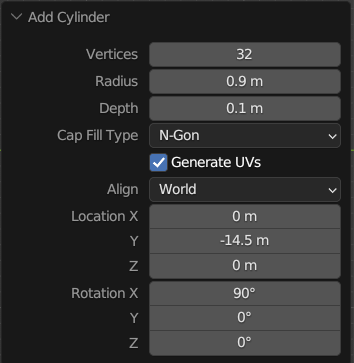 Add Cylinder
Vertices 32
Radius 0.9 m
Depth 0.1 m
Cap Fill Type N-Gon
Generate UVs
Align World
Location X 0 m
Y -14.5 m
Z 0 m
Rotation X 90°
Y 0°
Z 0°